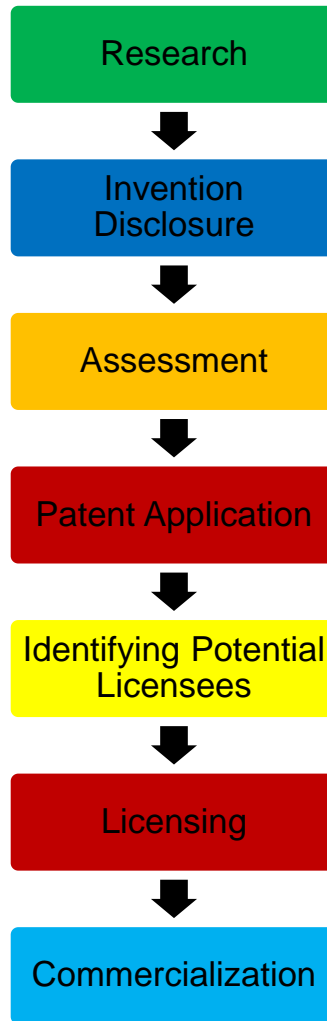 Research
Invention
Disclosure
Assessment
Patent Application
Identifying Potential
Licensees
Licensing
Commercialization